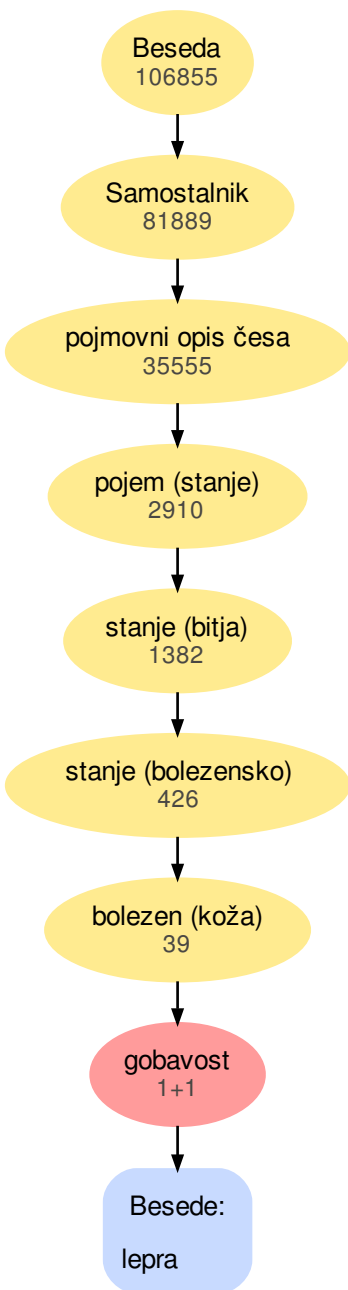 Beseda
106855
Samostalnik
81889
pojmovni opis česa
35555
pojem (stanje)
2910
stanje (bitja)
1382
stanje (bolezensko)
426
bolezen (koža)
39
gobavost
1+1
Besede:
lepra